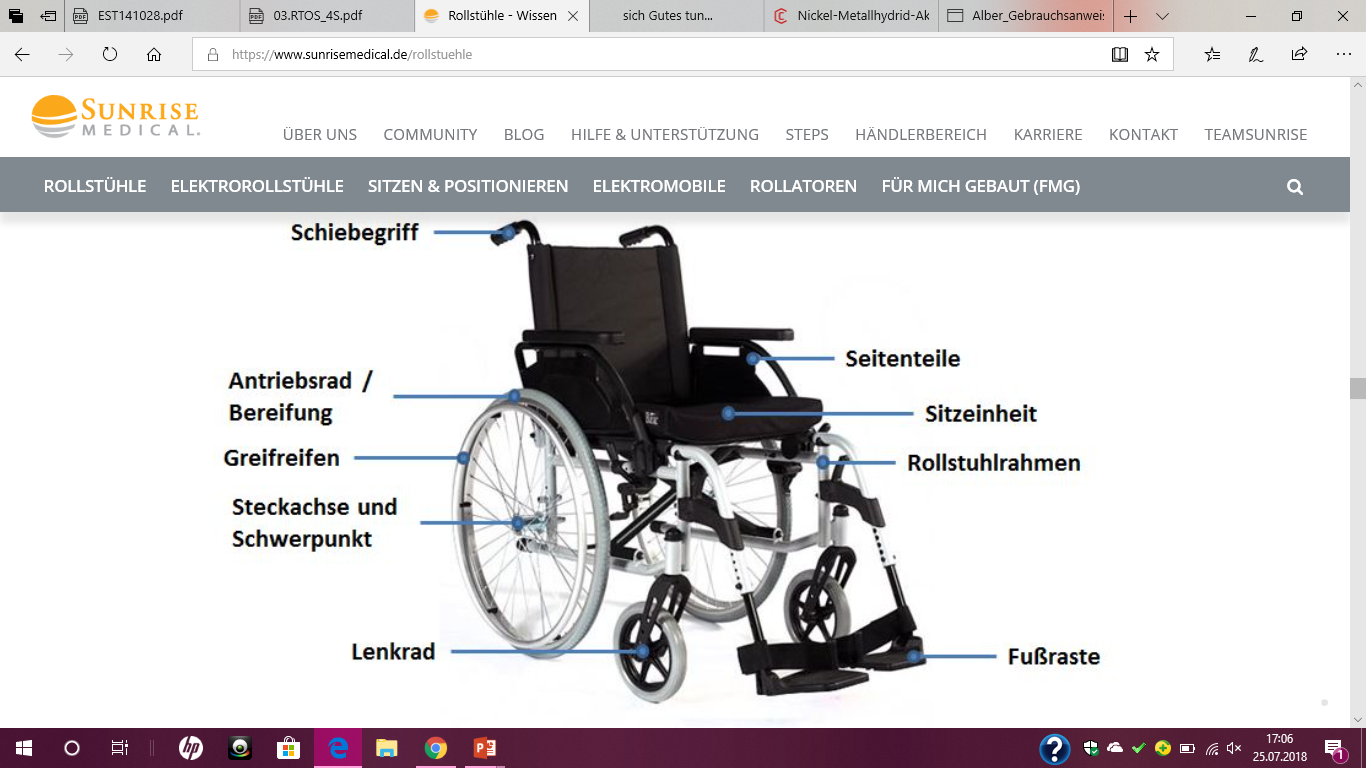 EST141028.pdf
03.RTOS_4S.pdf
Rollstühle - Wissen
sich Gutes tun...
Nickel-Metallhydrid-Ak
Alber_Gebrauchsanweis
https://www.sunrisemedical.de/rollstuehle
SUNRISE
MEDICAL.
ÜBER UNS COMMUNITY BLOG HILFE & UNTERSTÜTZUNG STEPS HÄNDLERBEREICH KARRIERE KONTAKT TEAMSUNRISE
ROLLSTÜHLE ELEKTROROLLSTÜHLE SITZEN & POSITIONIEREN ELEKTROMOBILE ROLLATOREN FÜR MICH GEBAUT (FMG)
Schiebegriff
Seitenteile
Antriebsrad /
Bereifung
Sitzeinheit
Greifreifen
Rollstuhlrahmen
Steckachse und
Schwerpunkt
Lenkrad
Fußraste
17:06
25.07.2018
1